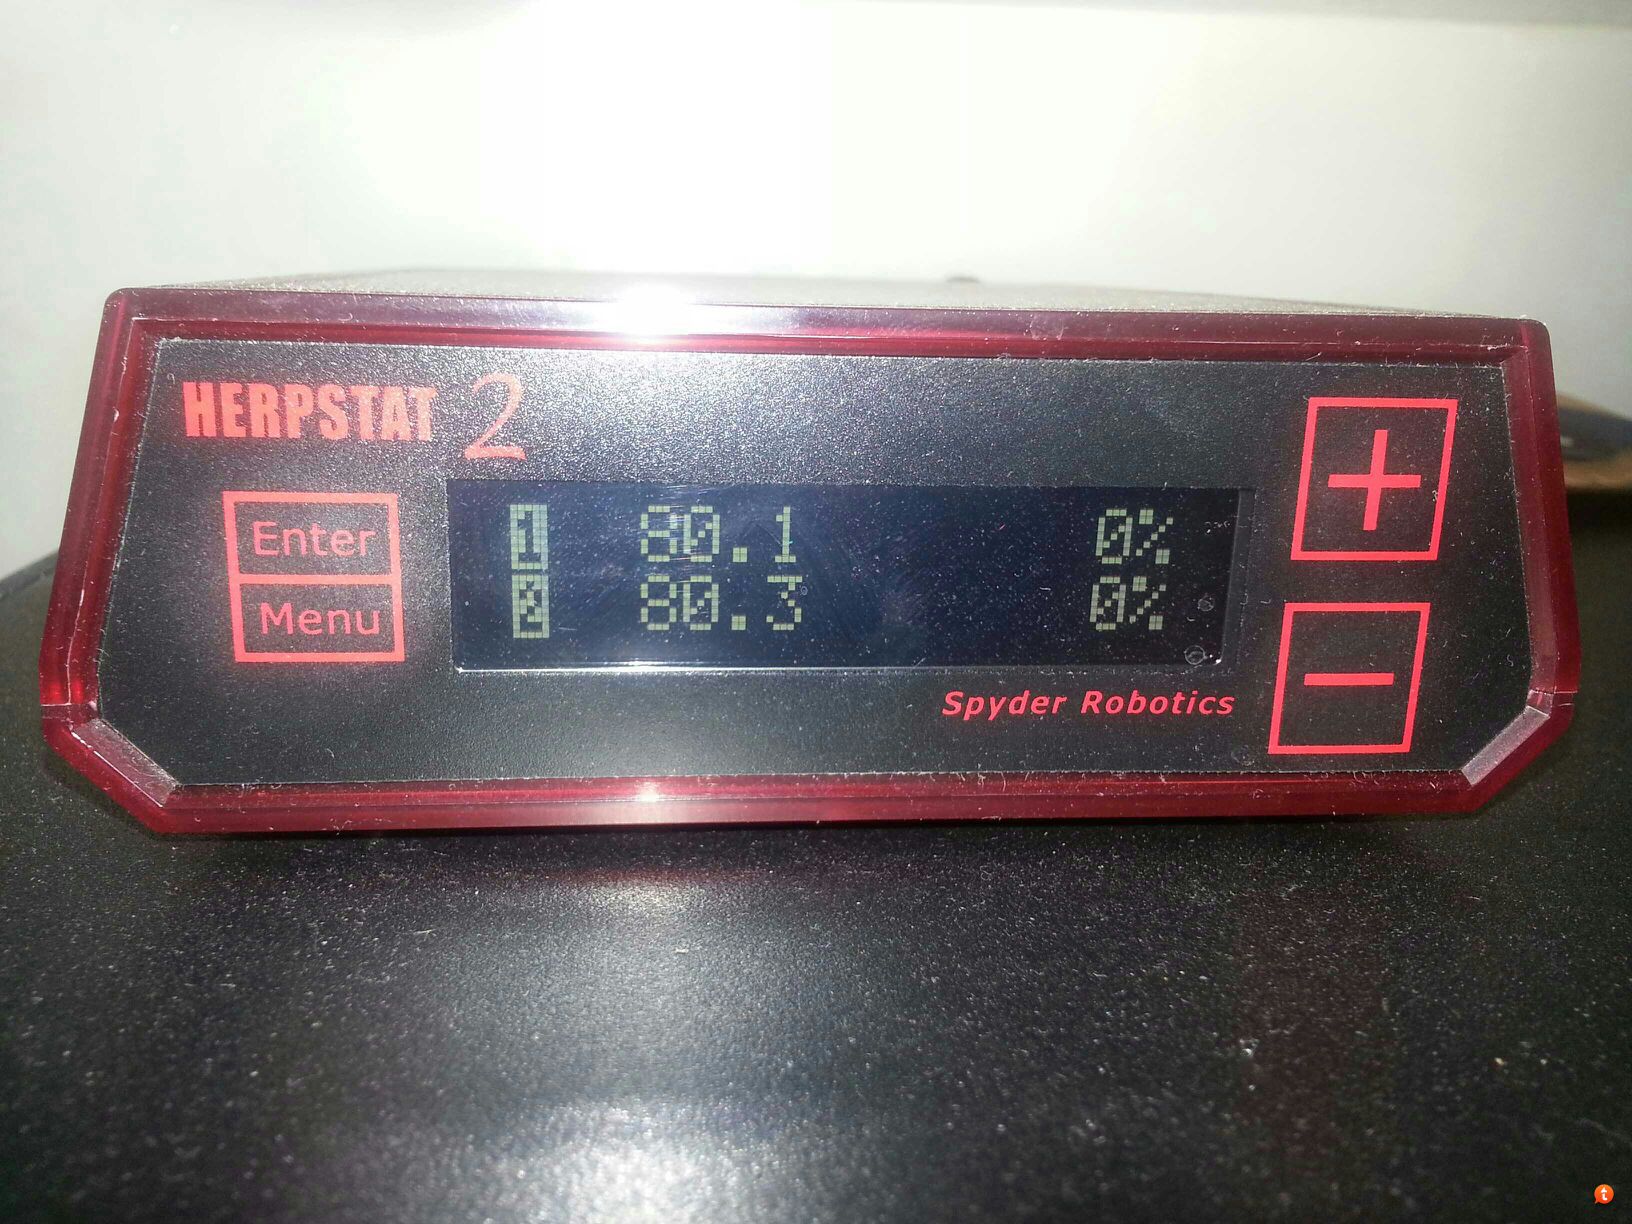 HERPSTAT 2
Enter
Menu
1 80.1 0%
2 80.3 0%
+
-
Spyder Robotics
t